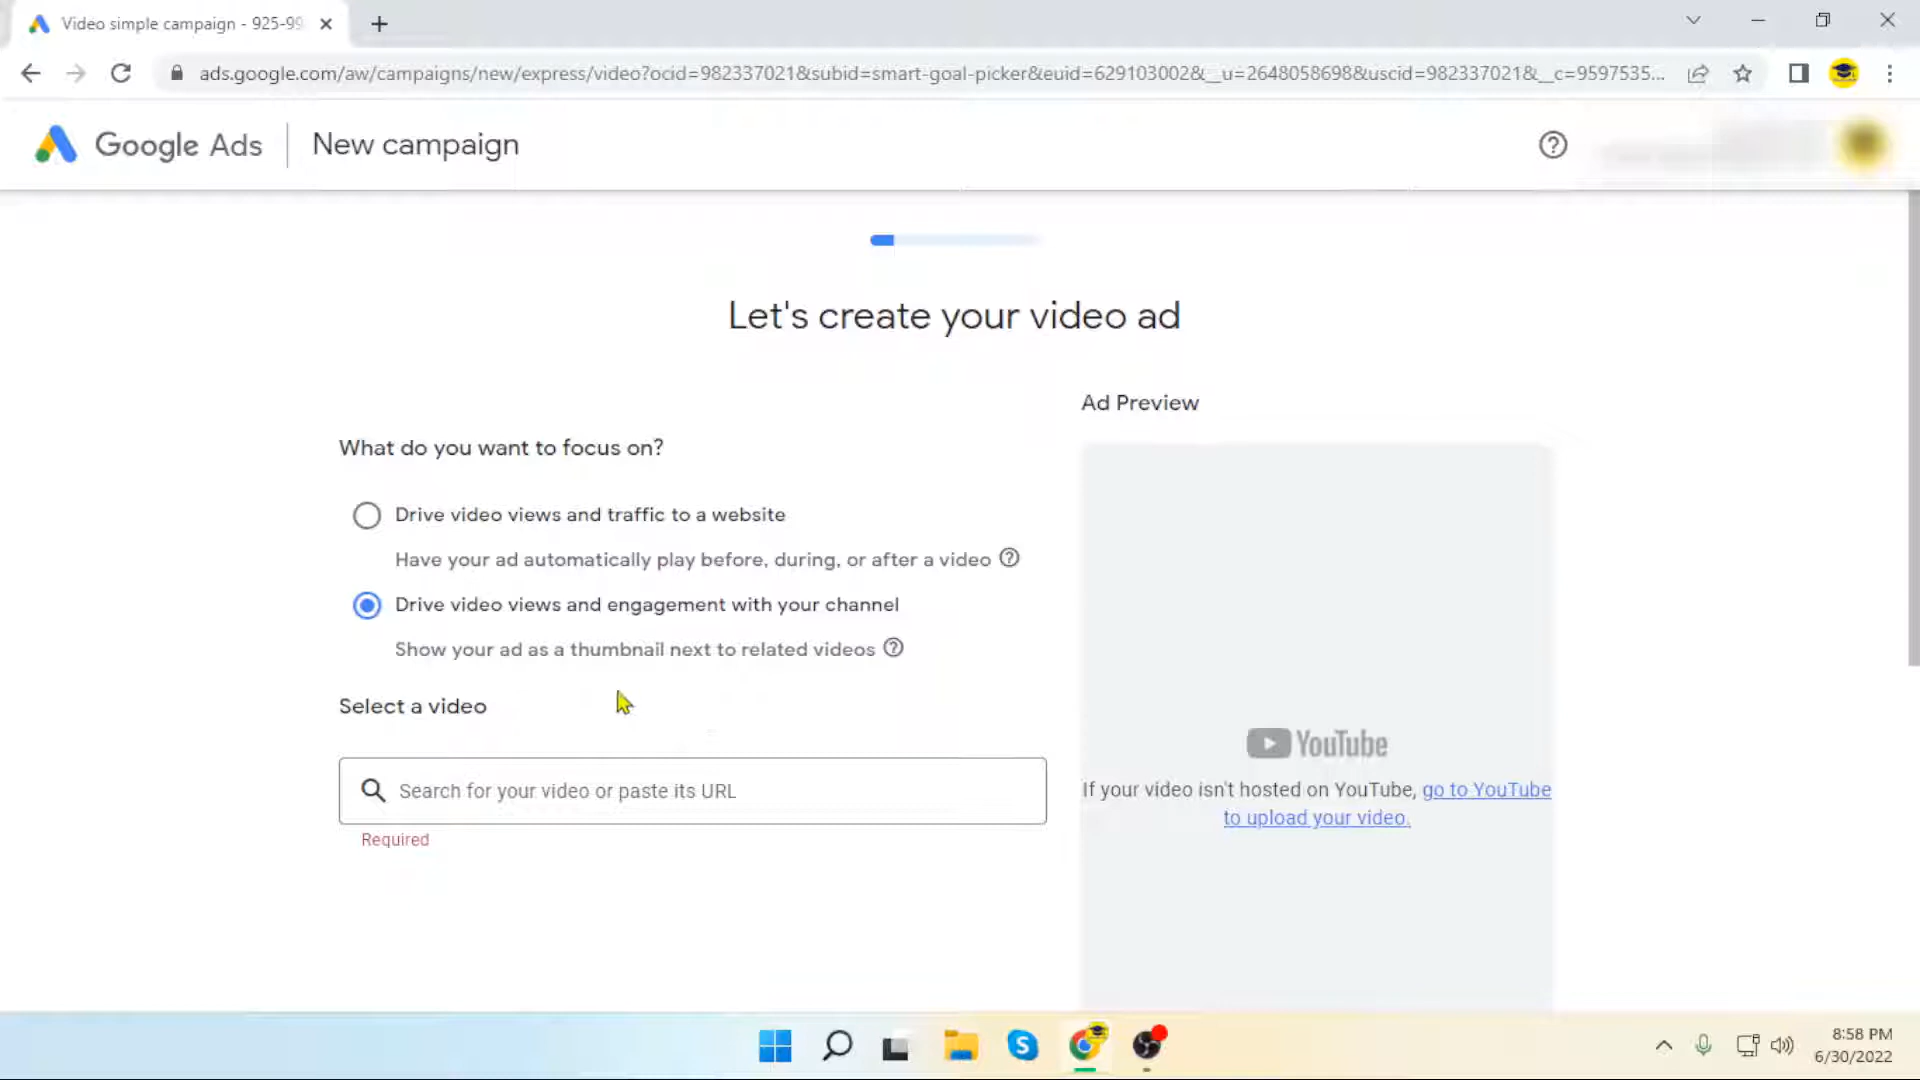 Video simple campaign - 925-99
ads.google.com/aw/campaigns/new/express/video?ocid=982337021&subid=smart-goal-picker&euid=629103002&__u=2648058698&uscid=982337021&__c=9597535...
Google Ads
New campaign
Let's create your video ad
Ad Preview
What do you want to focus on?
Drive video views and traffic to a website
Have your ad automatically play before, during, or after a video
Drive video views and engagement with your channel
Show your ad as a thumbnail next to related videos
Select a video
Search for your video or paste its URL
Required
YouTube
If your video isn't hosted on YouTube, go to YouTube
to upload your video.
8:58 PM
6/30/2022